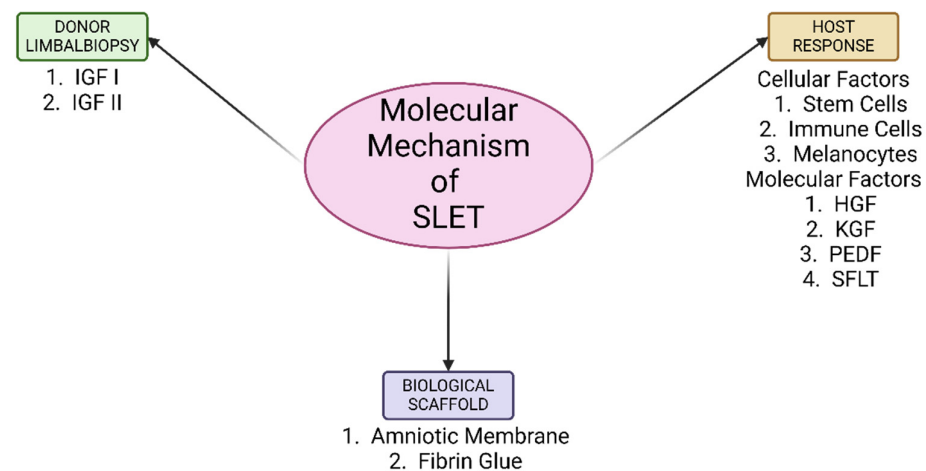 DONOR
LIMBALBIOPSY
1. IGF I
2. IGF II
Molecular
Mechanism
of
SLET
HOST
RESPONSE
Cellular Factors
1. Stem Cells
2. Immune Cells
3. Melanocytes
Molecular Factors
1. HGF
2. KGF
3. PEDF
4. SFLT
BIOLOGICAL
SCAFFOLD
1. Amniotic Membrane
2. Fibrin Glue